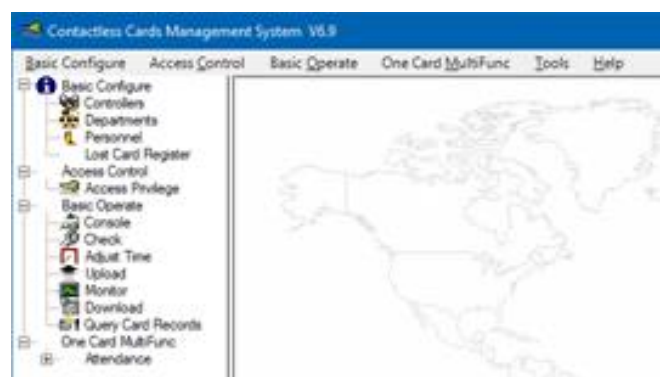 Contactless Cards Management System V6.9
Basic Configure Access Control Basic Operate One Card MultiFunc Tools Help
Basic Configure
Controllers
Departments
Personnel
Lost Card Register
Access Control
Access Privilege
Basic Operate
Console
Check
Adjust Time
Upload
Monitor
Download
Query Card Records
One Card MultiFunc
Attendance